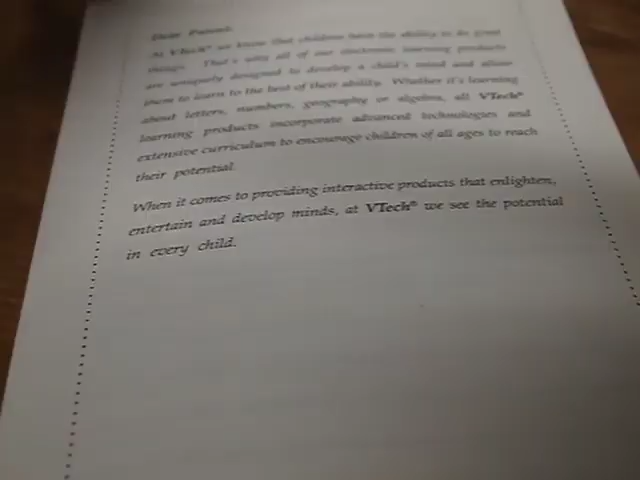 Dear Parent:
At VTech® we know that children have the ability to do great
things. That's why all of our electronic learning products
are uniquely designed to develop a child's mind and allow
them to learn to the best of their ability. Whether it's learning
about letters, numbers, geography or algebra, all VTech®
learning products incorporate advanced technologies and
extensive curriculum to encourage children of all ages to reach
their potential.
When it comes to providing interactive products that enlighten,
entertain and develop minds, at VTech® we see the potential
in every child.